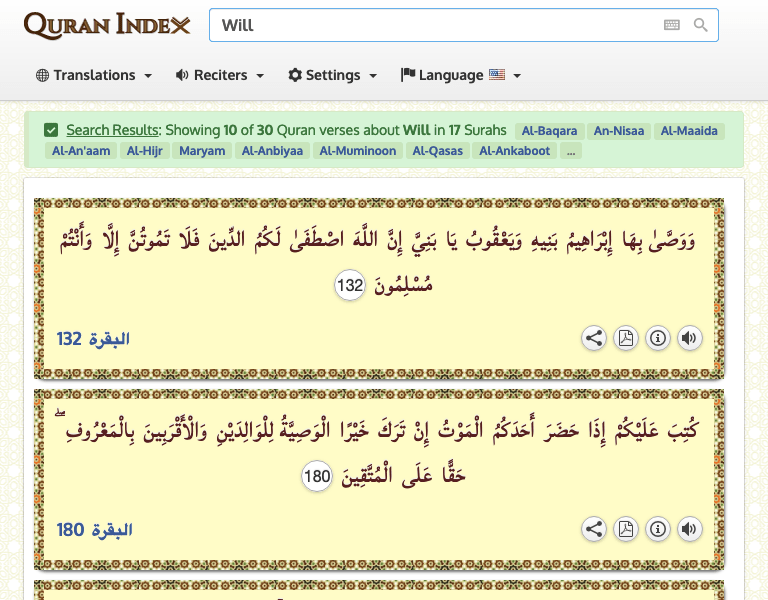 QURAN INDEX
Will
Translations Reciters Settings Language
Search Results: Showing 10 of 30 Quran verses about Will in 17 Surahs Al-Baqara An-Nisaa Al-Maaida
Al-An'aam Al-Hijr Maryam Al-Anbiyaa Al-Muminoon Al-Qasas Al-Ankaboot ...
وَوَصَّىٰ بِهَا إِبْرَاهِيمُ بَنِيهِ وَيَعْقُوبُ يَا بَنِيَّ إِنَّ اللَّهَ اصْطَفَىٰ لَكُمُ الدِّينَ فَلَا تَمُوتُنَّ إِلَّا وَأَنْتُمْ
مُسْلِمُونَ 132
البقرة 132
كُتِبَ عَلَيْكُمْ إِذَا حَضَرَ أَحَدَكُمُ الْمَوْتُ إِنْ تَرَكَ خَيْرًا الْوَصِيَّةُ لِلْوَالِدَيْنِ وَالْأَقْرَبِينَ بِالْمَعْرُوفِ ۖ
حَقًّا عَلَى الْمُتَّقِينَ 180
البقرة 180